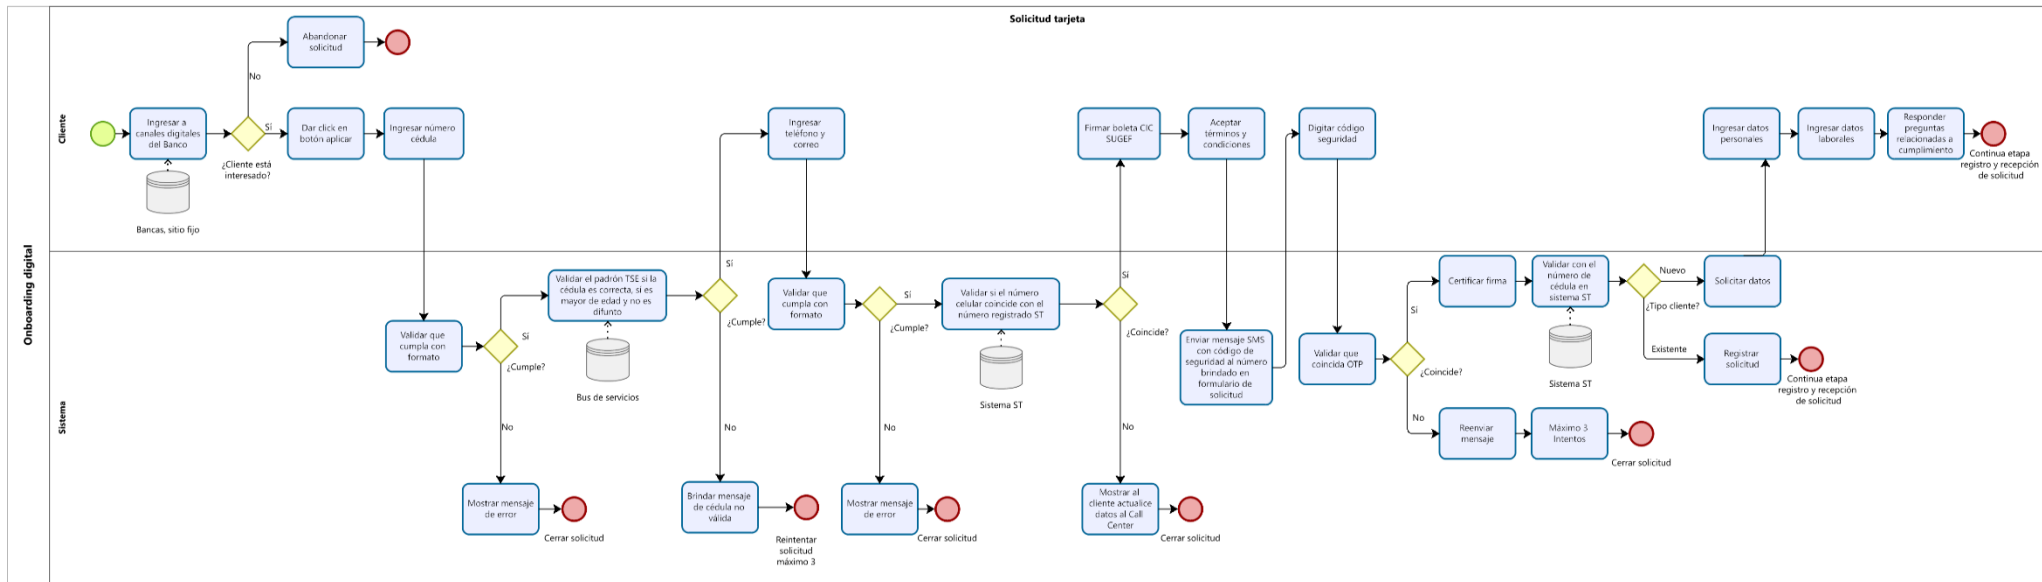 Solicitud tarjeta
Onboarding digital
Cliente
Ingresar a
canales digitales
del Banco
Bancas, sitio fijo
¿Cliente está
interesado?
No
Abandonar
solicitud
Sí
Dar click en
botón aplicar
Ingresar número
cédula
Ingresar
teléfono y
correo
Firmar boleta CIC
SUGEF
Aceptar
términos y
condiciones
Digitar código
seguridad
Ingresar datos
personales
Ingresar datos
laborales
Responder
preguntas
relacionadas a
cumplimiento
Continua etapa
registro y recepción
de solicitud
Sistema
Validar que
cumpla con
formato
Sí
¿Cumple?
No
Mostrar mensaje
de error
Cerrar solicitud
Validar el padrón TSE si la
cédula es correcta, si es
mayor de edad y no es
difunto
Bus de servicios
Sí
¿Cumple?
No
Brindar mensaje
de cédula no
válida
Reintentar
solicitud
máximo 3
Validar que
cumpla con
formato
Sí
¿Cumple?
No
Mostrar mensaje
de error
Cerrar solicitud
Validar si el número
celular coincide con el
número registrado ST
Sistema ST
Sí
¿Coincide?
No
Mostrar al
cliente actualice
datos al Call
Center
Cerrar solicitud
Enviar mensaje SMS
con código de
seguridad al número
brindado en
formulario de
solicitud
Validar que
coincida OTP
Sí
¿Coincide?
No
Certificar firma
Validar con el
número de
cédula en
sistema ST
Sistema ST
Nuevo
¿Tipo cliente?
Existente
Solicitar datos
Registrar
solicitud
Continua etapa
registro y recepción
de solicitud
Reenviar
mensaje
Máximo 3
Intentos
Cerrar solicitud